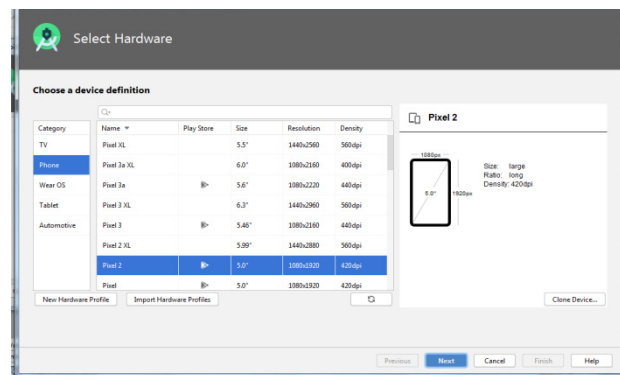 Select Hardware
Choose a device definition
Category Name Play Store Size Resolution Density
TV Pixel XL 5.5" 1440x2560 560dpi
Phone Pixel 3a XL 6.0" 1080x2160 400dpi
Wear OS Pixel 3a 5.6" 1080x2220 440dpi
Tablet Pixel 3 XL 6.3" 1440x2960 560dpi
Automotive Pixel 3 5.46" 1080x2160 440dpi
Pixel 2 XL 5.99" 1440x2880 560dpi
Pixel 2 5.0" 1080x1920 420dpi
Pixel 5.0" 1080x1920 420dpi
New Hardware Profile Import Hardware Profiles
Pixel 2
1080px
5.0" 1920px
Size: large
Ratio: long
Density: 420dpi
Clone Device...
Previous Next Cancel Finish Help